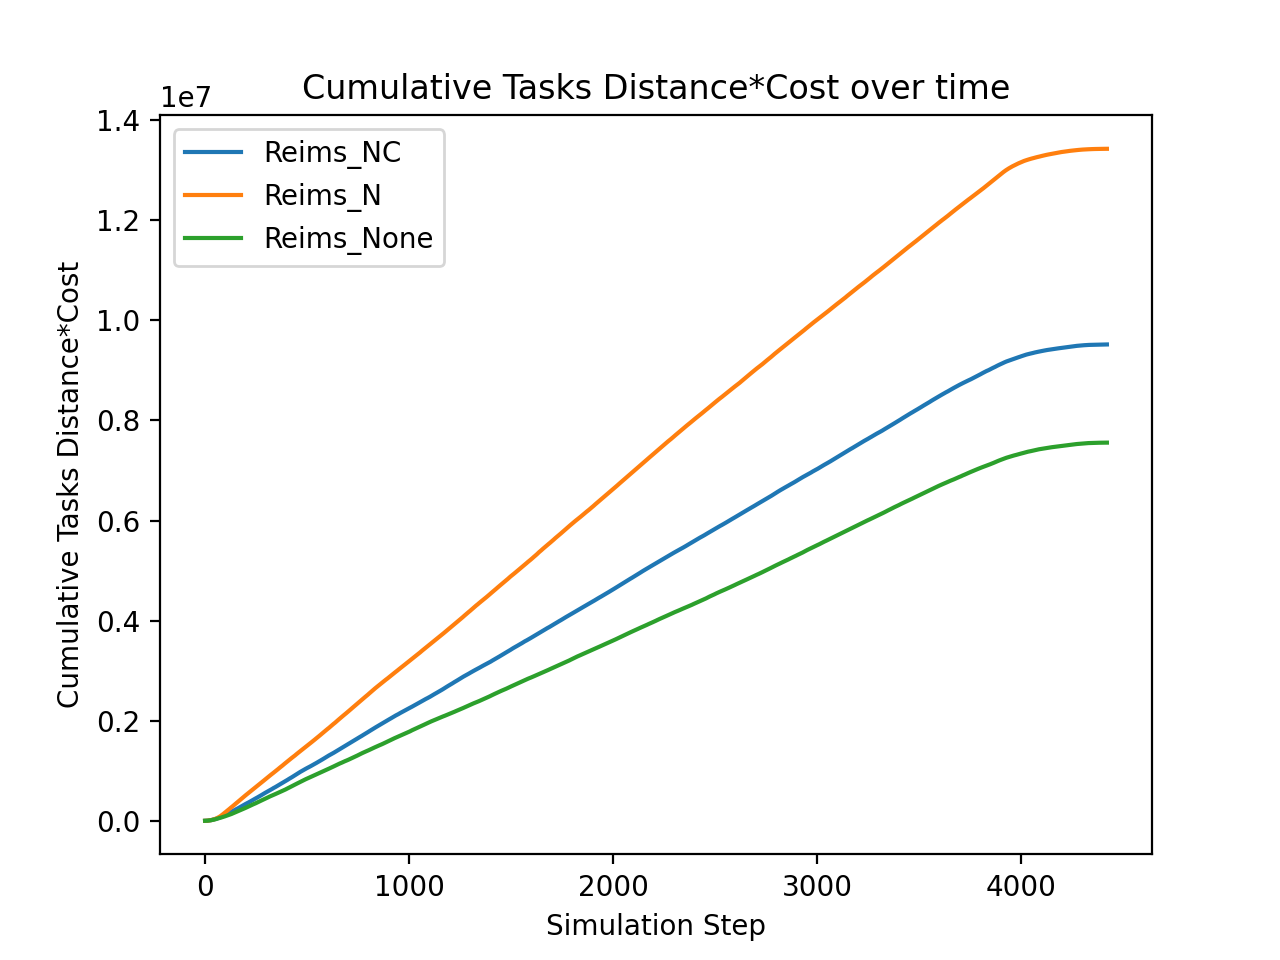 Cumulative Tasks Distance*Cost over time
1e7
1.4
1.2
1.0
0.8
0.6
0.4
0.2
0.0
Cumulative Tasks Distance*Cost
Reims_NC
Reims_N
Reims_None
0 1000 2000 3000 4000
Simulation Step